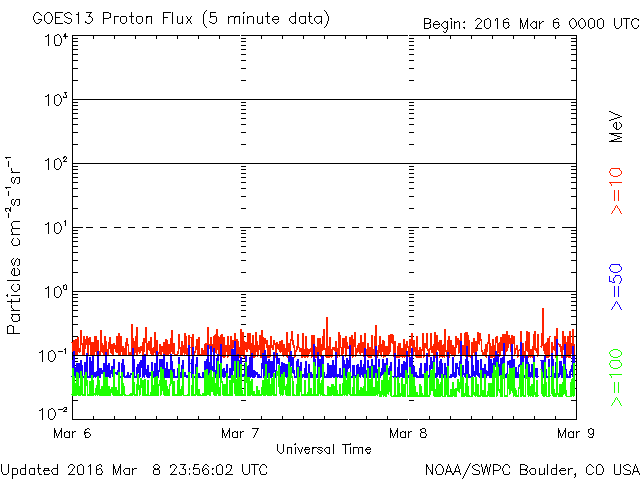 GOES13 Proton Flux (5 minute data)
Begin: 2016 Mar 6 0000 UTC
10⁴
10³
10²
10¹
10⁰
10⁻¹
10⁻²
Particles cm⁻²s⁻¹sr⁻¹
MeV
>=10
>=50
>=100
Mar 6
Mar 7
Mar 8
Mar 9
Universal Time
Updated 2016 Mar 8 23:56:02 UTC
NOAA/SWPC Boulder, CO USA